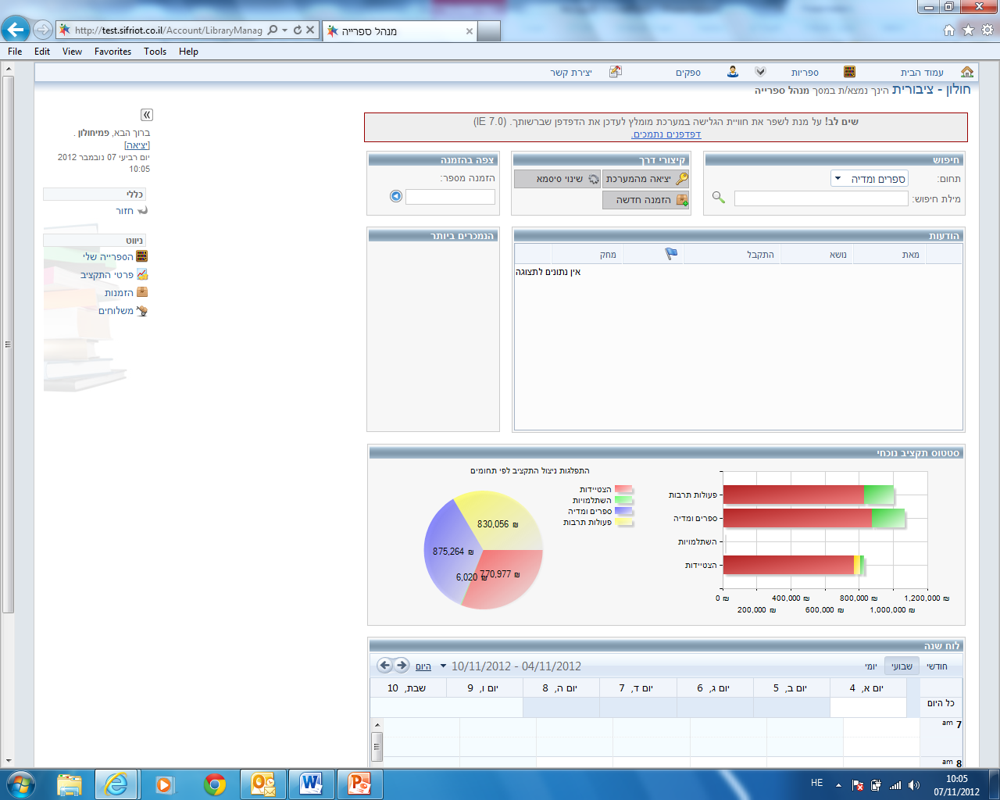 http://test.sifriot.co.il/Account/LibraryManag
מנהל ספרייה
File Edit View Favorites Tools Help
עמוד הבית
ספריות
ספקים
יצירת קשר
חולון - ציבורית הינך נמצא/ת במסך מנהל ספרייה
ברוך הבא, פמיחולון .
[יציאה]
יום רביעי 07 נובמבר 2012
10:05
כללי
חזור
ניווט
הספרייה שלי
פרטי התקציב
הזמנות
משלוחים
שים לב! על מנת לשפר את חוויית הגלישה במערכת מומלץ לעדכן את הדפדפן שברשותך. (IE 7.0)
דפדפנים נתמכים.
חיפוש
תחום:
ספרים ומדיה
מילת חיפוש:
קיצורי דרך
יציאה מהמערכת
שינוי סיסמא
הזמנה חדשה
צפה בהזמנה
הזמנה מספר:
הודעות
מאת
נושא
התקבל
מחק
אין נתונים לתצוגה
הנמכרים ביותר
סטטוס תקציב נוכחי
פעולות תרבות
ספרים ומדיה
השתלמויות
הצטיידות
0 ₪
200,000 ₪
400,000 ₪
600,000 ₪
800,000 ₪
1,000,000 ₪
1,200,000 ₪
התפלגות ניצול התקציב לפי תחומים
הצטיידות
השתלמויות
ספרים ומדיה
פעולות תרבות
830,056 ₪
875,264 ₪
6,020 ₪
770,977 ₪
לוח שנה
חודשי
שבועי
יומי
10/11/2012 - 04/11/2012
היום
יום א, 4
יום ב, 5
יום ג, 6
יום ד, 7
יום ה, 8
יום ו, 9
שבת, 10
כל היום
7 am
8 am
HE
10:05
07/11/2012